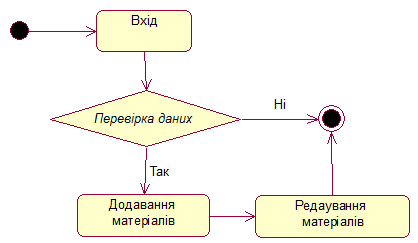 Вхід
Перевірка даних
Ні
Так
Додавання
матеріалів
Редаування
матеріалів